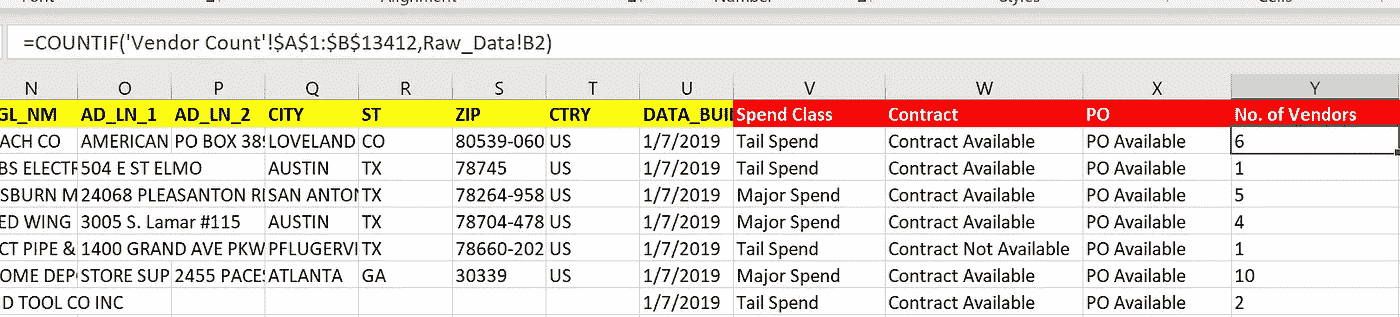 Alignment Number Styles Cells
=COUNTIF('Vendor Count'!$A$1:$B$13412,Raw_Data!B2)
N O P Q R S T U V W X Y
GL_NM AD_LN_1 AD_LN_2 CITY ST ZIP CTRY DATA_BUI Spend Class Contract PO No. of Vendors
ACH CO AMERICAN PO BOX 389 LOVELAND CO 80539-060 US 1/7/2019 Tail Spend Contract Available PO Available 6
BS ELECTR 504 E ST ELMO AUSTIN TX 78745 US 1/7/2019 Tail Spend Contract Available PO Available 1
SBURN M 24068 PLEASANTON RI SAN ANTON TX 78264-958 US 1/7/2019 Major Spend Contract Available PO Available 5
ED WING 3005 S. Lamar #115 AUSTIN TX 78704-478 US 1/7/2019 Major Spend Contract Available PO Available 4
CT PIPE & 1400 GRAND AVE PKW PFLUGERVI TX 78660-202 US 1/7/2019 Tail Spend Contract Not Available PO Available 1
OME DEP STORE SUP 2455 PACES ATLANTA GA 30339 US 1/7/2019 Major Spend Contract Available PO Available 10
D TOOL CO INC 1/7/2019 Tail Spend Contract Available PO Available 2